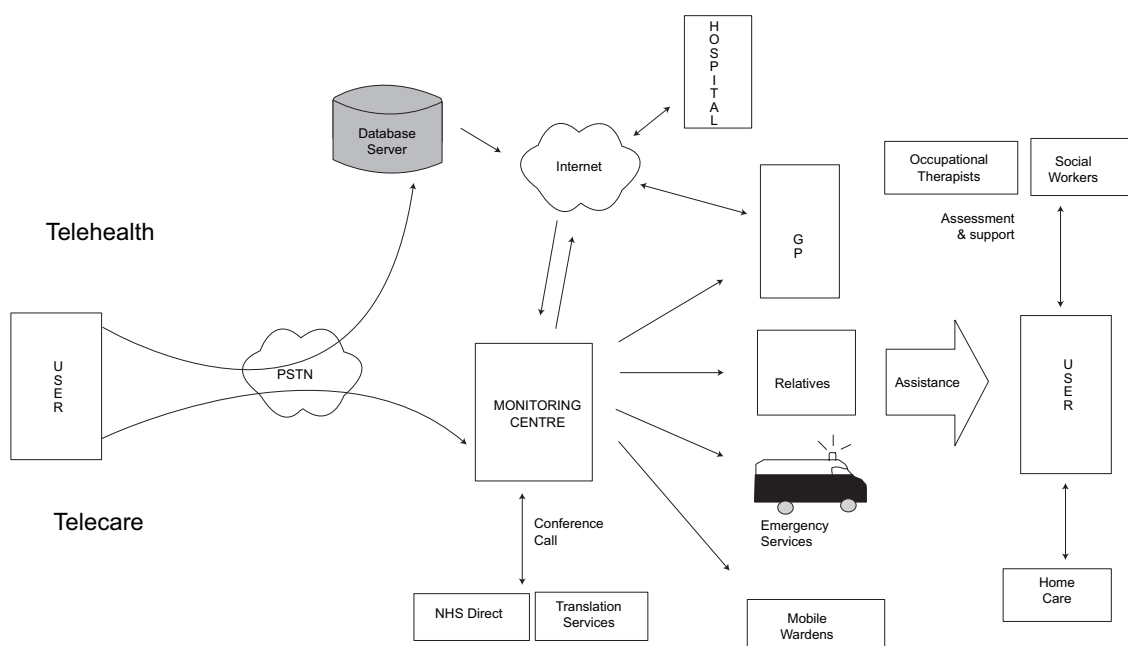 HOSPITAL
Database
Server
Internet
Occupational
Therapists
Social
Workers
Telehealth
Assessment
& support
GP
USER
PSTN
MONITORING
CENTRE
Relatives
Assistance
USER
Telecare
Conference
Call
Emergency
Services
NHS Direct
Translation
Services
Mobile
Wardens
Home
Care